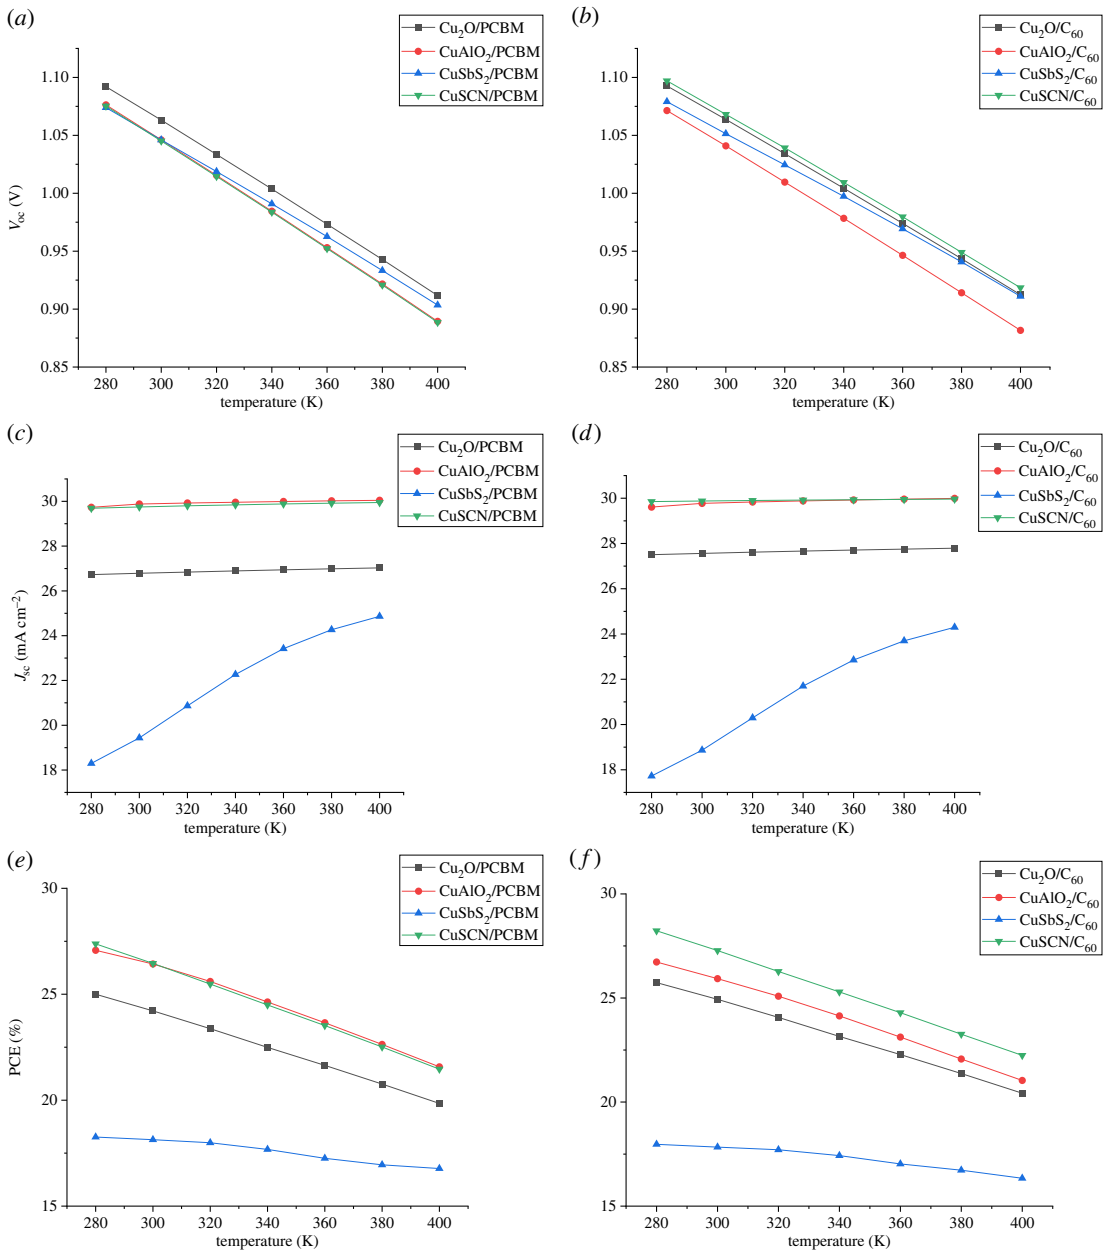 (a)
Cu₂O/PCBM
CuAlO₂/PCBM
CuSbS₂/PCBM
CuSCN/PCBM
1.10
1.05
1.00
0.95
0.90
0.85
V_oc (V)
280 300 320 340 360 380 400
temperature (K)
(b)
Cu₂O/C₆₀
CuAlO₂/C₆₀
CuSbS₂/C₆₀
CuSCN/C₆₀
1.10
1.05
1.00
0.95
0.90
0.85
280 300 320 340 360 380 400
temperature (K)
(c)
Cu₂O/PCBM
CuAlO₂/PCBM
CuSbS₂/PCBM
CuSCN/PCBM
30
28
26
24
22
20
18
J_sc (mA cm⁻²)
280 300 320 340 360 380 400
temperature (K)
(d)
Cu₂O/C₆₀
CuAlO₂/C₆₀
CuSbS₂/C₆₀
CuSCN/C₆₀
30
28
26
24
22
20
18
280 300 320 340 360 380 400
temperature (K)
(e)
Cu₂O/PCBM
CuAlO₂/PCBM
CuSbS₂/PCBM
CuSCN/PCBM
30
25
20
15
PCE (%)
280 300 320 340 360 380 400
temperature (K)
(f)
Cu₂O/C₆₀
CuAlO₂/C₆₀
CuSbS₂/C₆₀
CuSCN/C₆₀
30
25
20
15
280 300 320 340 360 380 400
temperature (K)